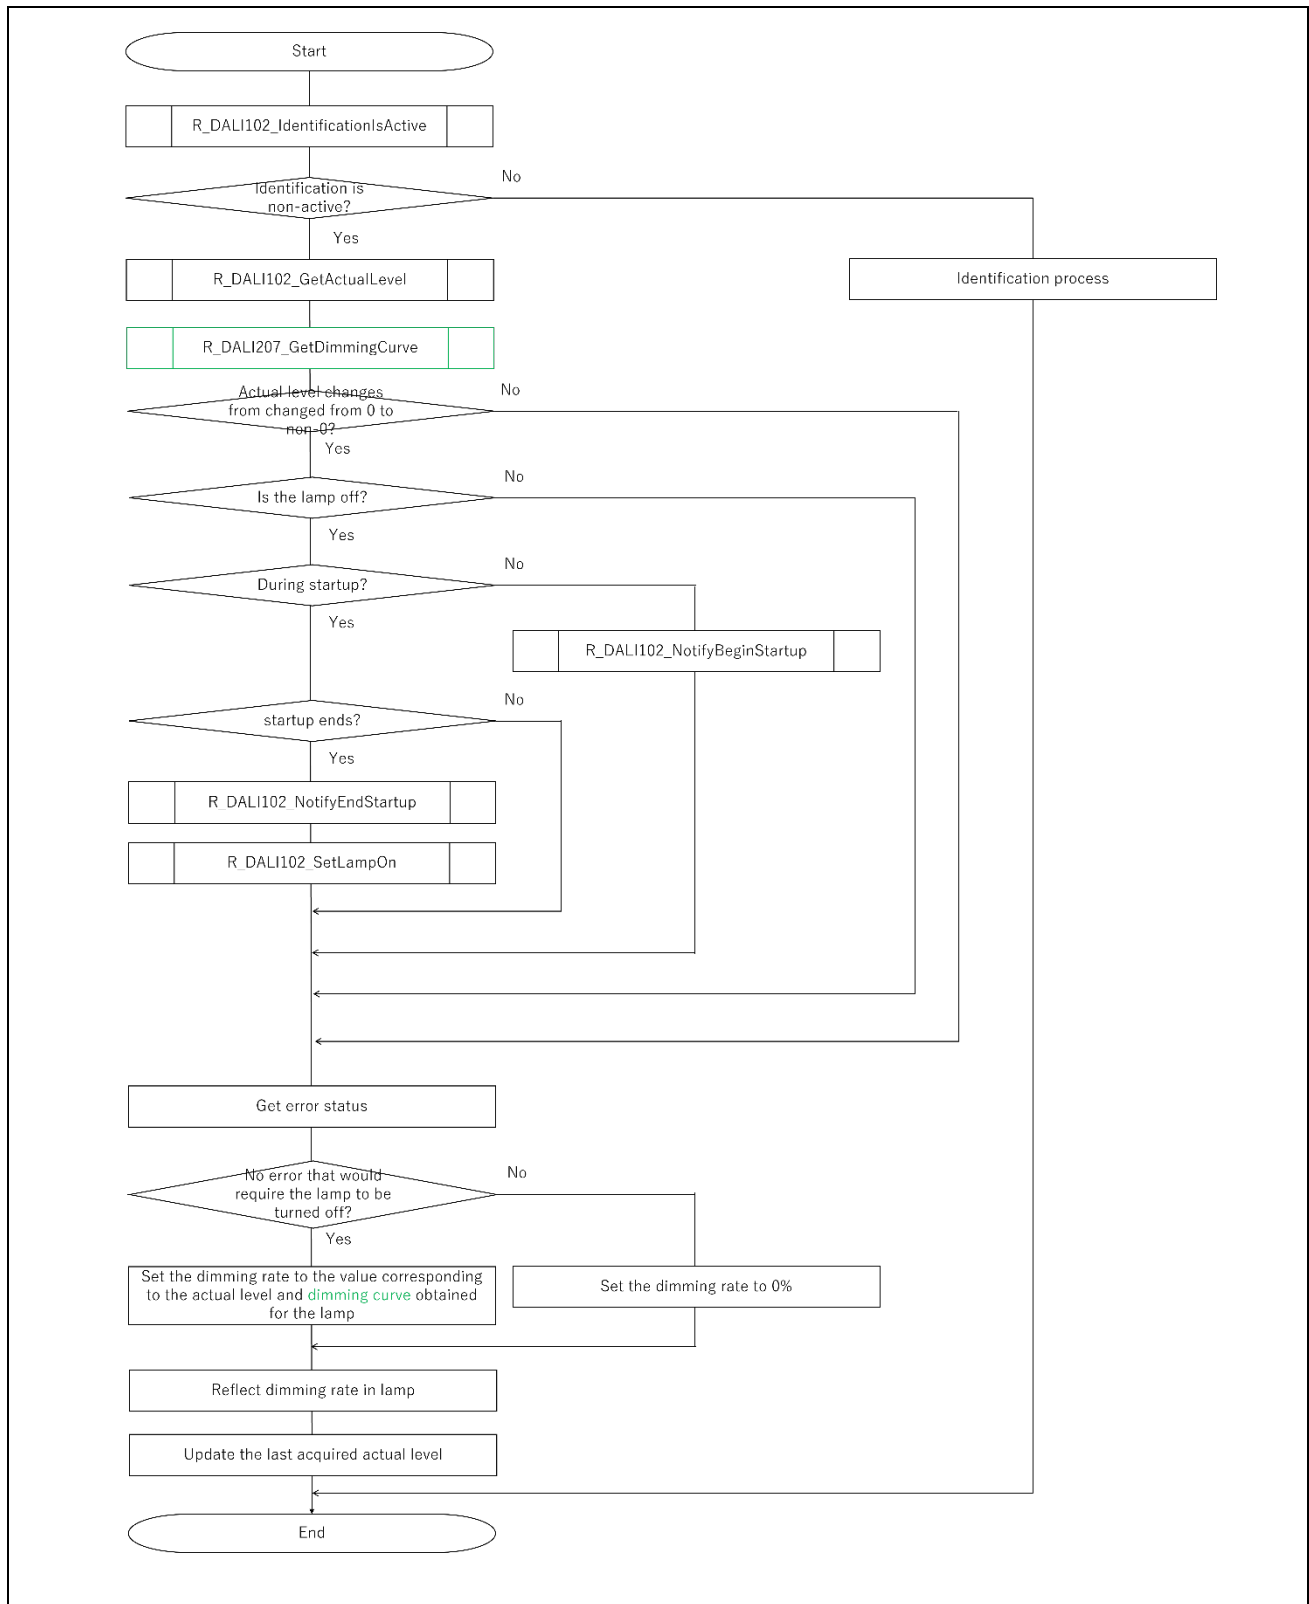 Start
R_DALI102_IdentificationIsActive
Identification is
non-active?
No
Yes
R_DALI102_GetActualLevel
Identification process
R_DALI207_GetDimmingCurve
Actual level changes
from changed from 0 to
non-0?
No
Yes
Is the lamp off?
No
Yes
During startup?
No
Yes
R_DALI102_NotifyBeginStartup
startup ends?
No
Yes
R_DALI102_NotifyEndStartup
R_DALI102_SetLampOn
Get error status
No error that would
require the lamp to be
turned off?
No
Yes
Set the dimming rate to the value corresponding
to the actual level and dimming curve obtained
for the lamp
Set the dimming rate to 0%
Reflect dimming rate in lamp
Update the last acquired actual level
End